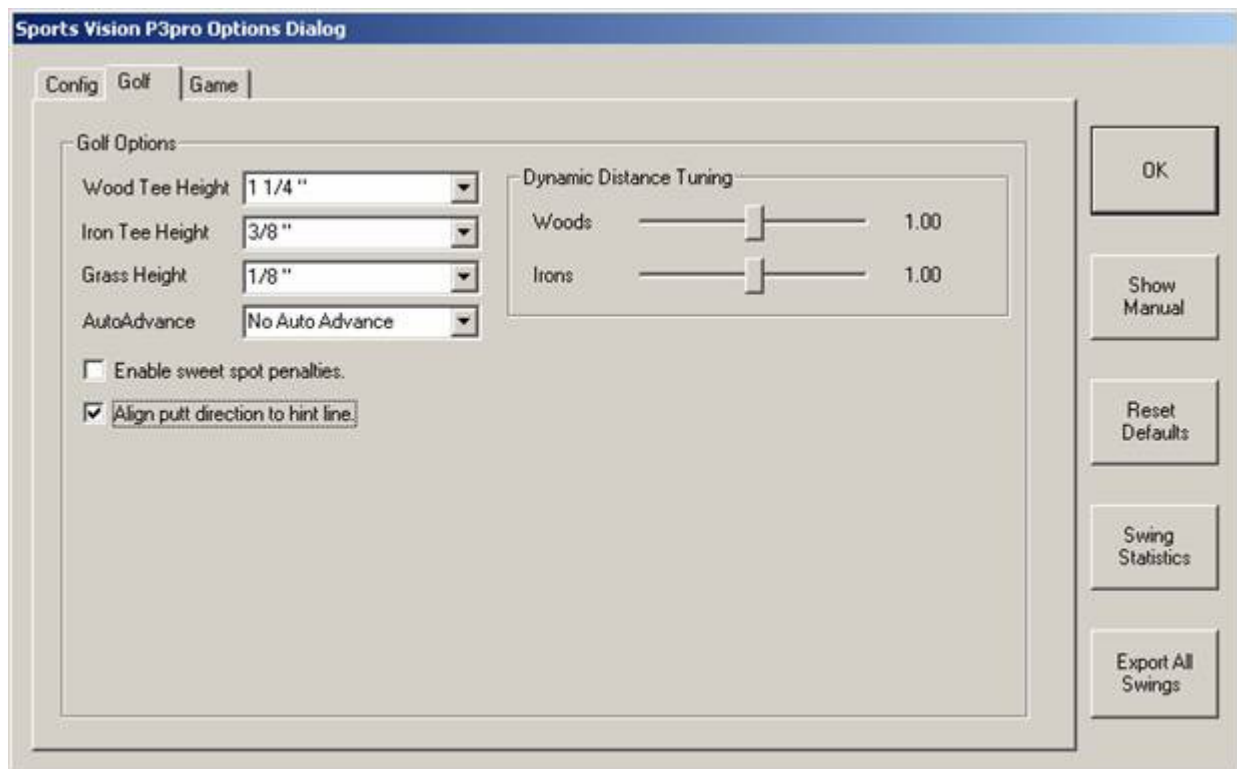 Sports Vision P3pro Options Dialog
Config
Golf
Game
Golf Options
Wood Tee Height
1 1/4 "
Iron Tee Height
3/8 "
Grass Height
1/8 "
AutoAdvance
No Auto Advance
Enable sweet spot penalties.
Align putt direction to hint line.
Dynamic Distance Tuning
Woods
1.00
Irons
1.00
OK
Show
Manual
Reset
Defaults
Swing
Statistics
Export All
Swings